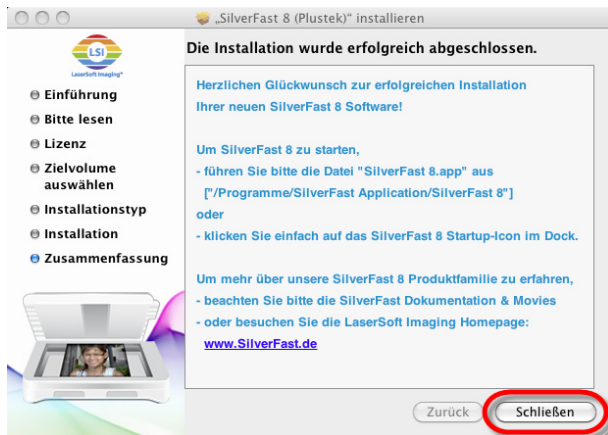 „SilverFast 8 (Plustek)“ installieren
LSI
LaserSoft Imaging®
Die Installation wurde erfolgreich abgeschlossen.
Einführung
Bitte lesen
Lizenz
Zielvolume
auswählen
Installationstyp
Installation
Zusammenfassung
Herzlichen Glückwunsch zur erfolgreichen Installation
Ihrer neuen SilverFast 8 Software!
Um SilverFast 8 zu starten,
- führen Sie bitte die Datei "SilverFast 8.app" aus
["/Programme/SilverFast Application/SilverFast 8"]
oder
- klicken Sie einfach auf das SilverFast 8 Startup-Icon im Dock.
Um mehr über unsere SilverFast 8 Produktfamilie zu erfahren,
- beachten Sie bitte die SilverFast Dokumentation & Movies
- oder besuchen Sie die LaserSoft Imaging Homepage:
www.SilverFast.de
Zurück
Schließen